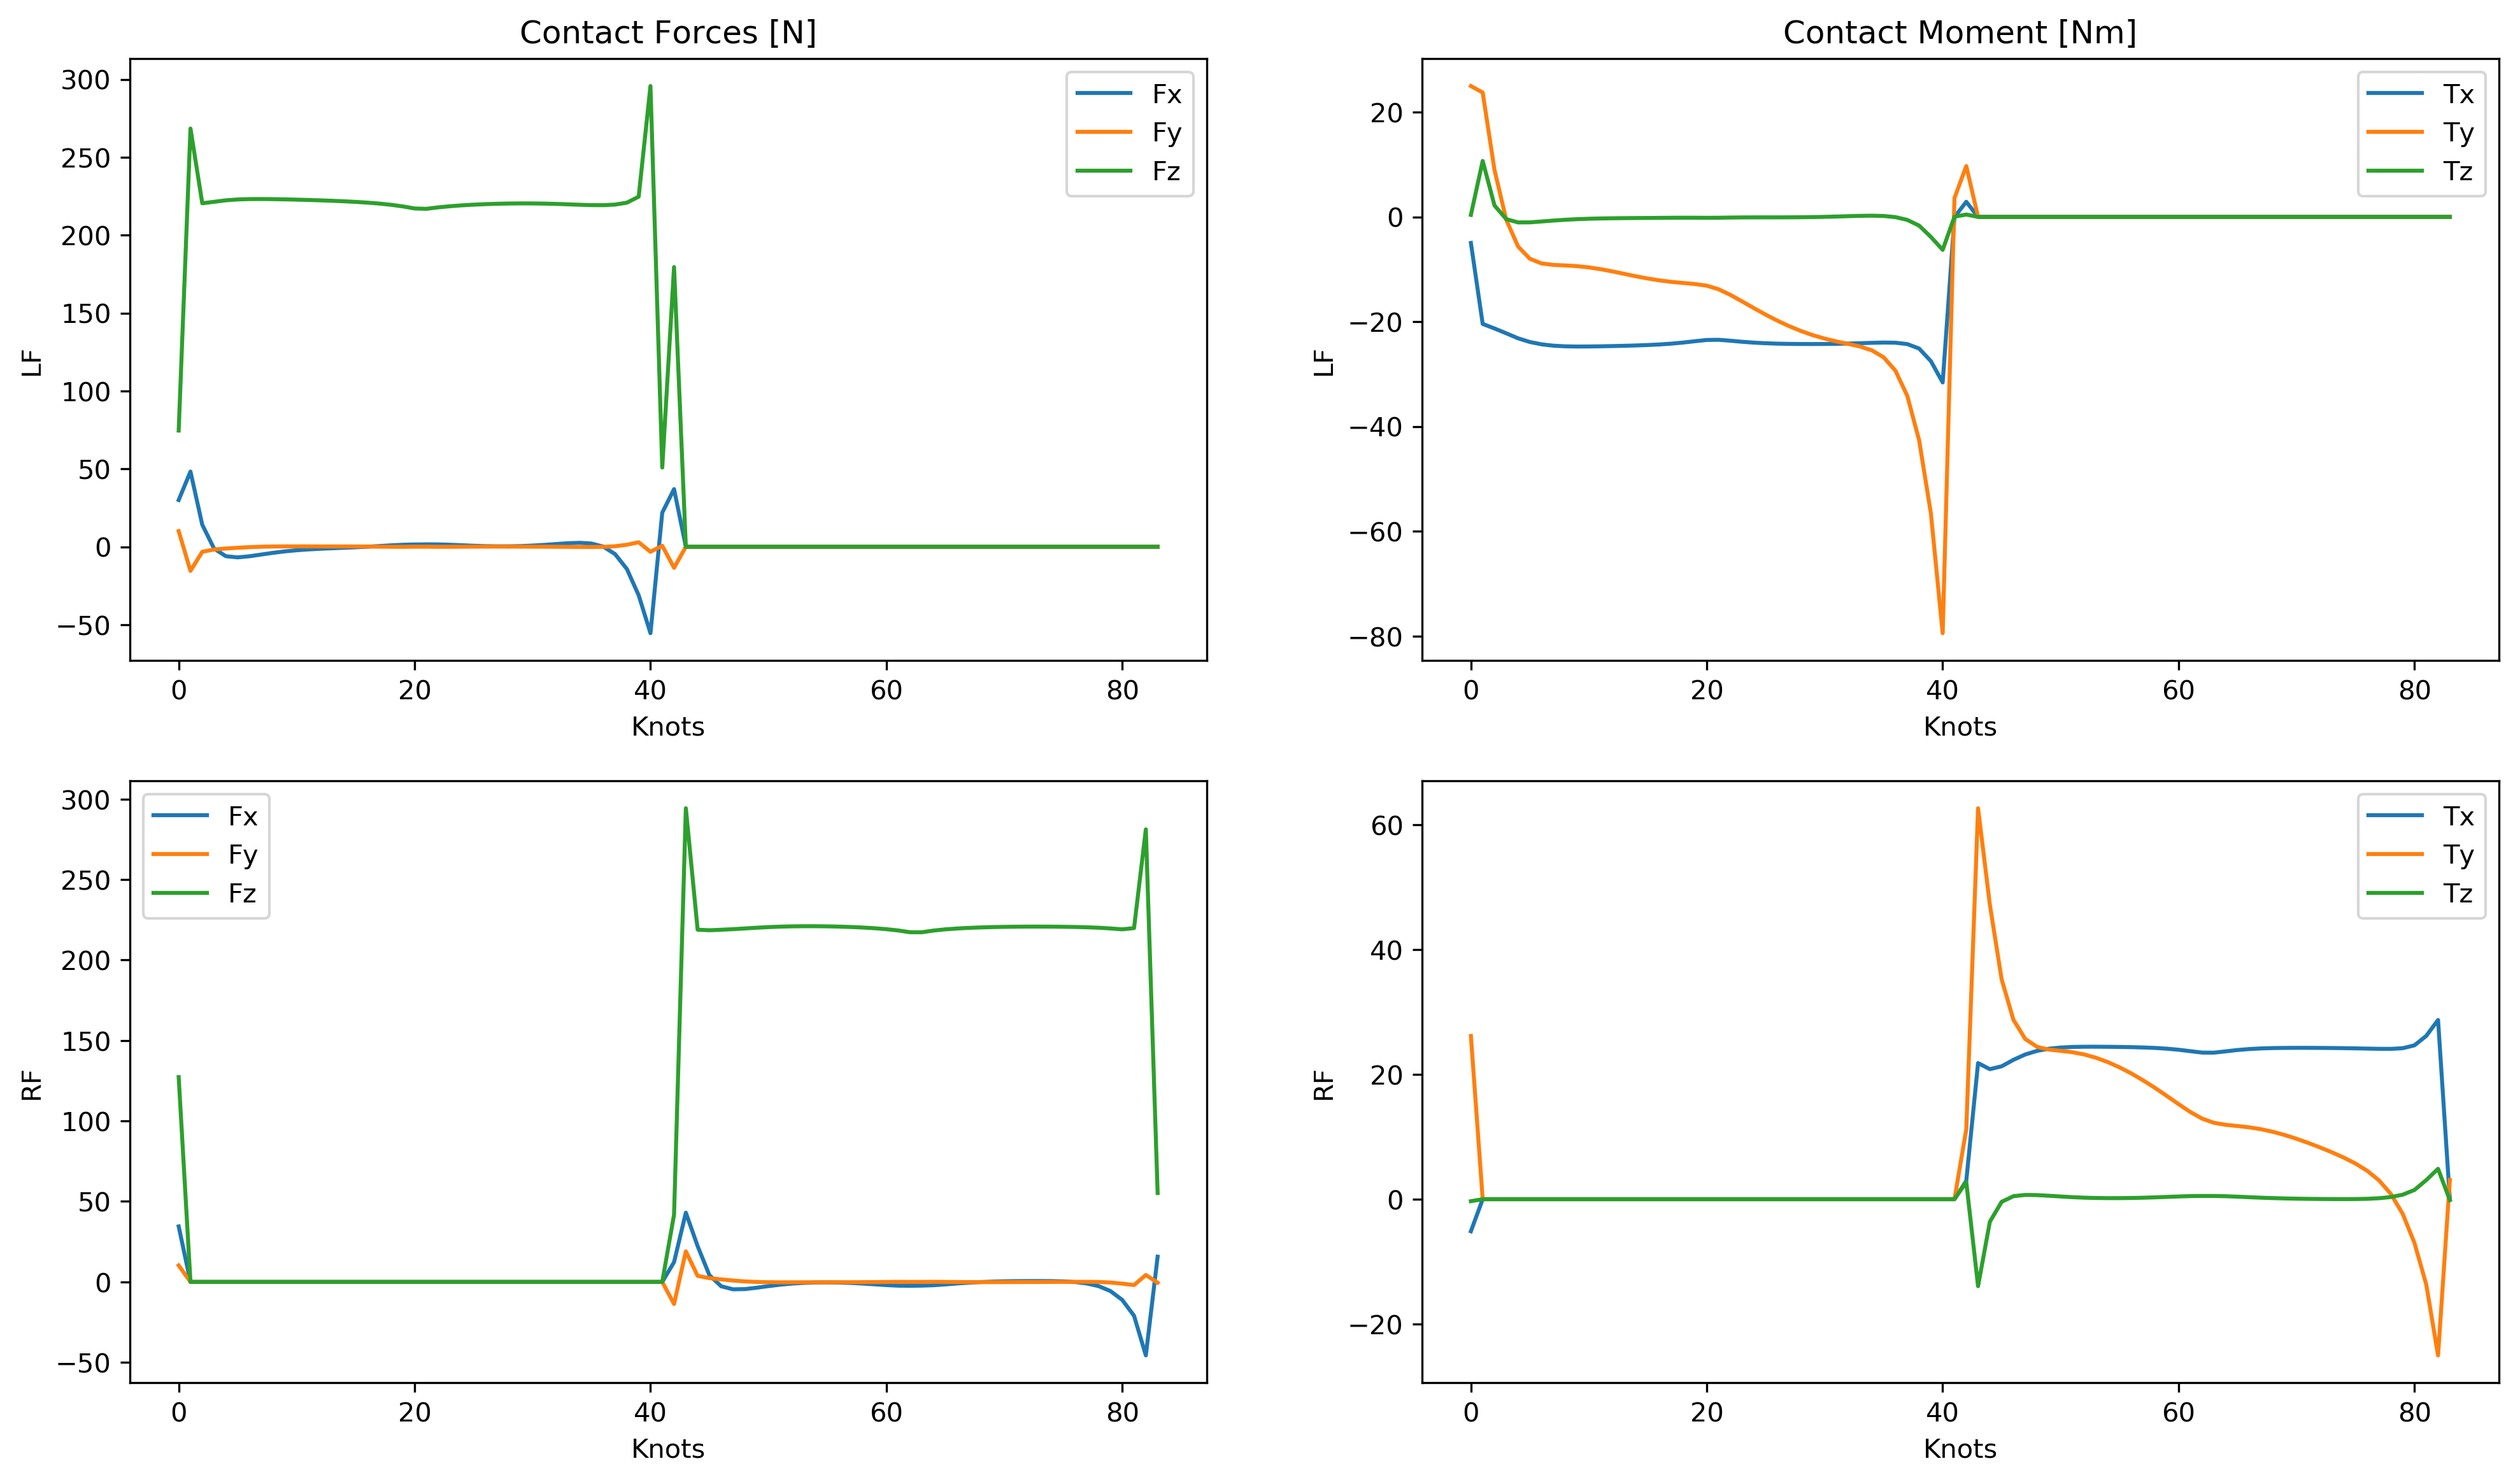 Contact Forces [N]
300
250
200
150
100
50
0
−50
LF
Fx
Fy
Fz
0 20 40 60 80
Knots
Contact Moment [Nm]
20
0
−20
−40
−60
−80
LF
Tx
Ty
Tz
0 20 40 60 80
Knots
300
250
200
150
100
50
0
−50
RF
Fx
Fy
Fz
0 20 40 60 80
Knots
60
40
20
0
−20
RF
Tx
Ty
Tz
0 20 40 60 80
Knots